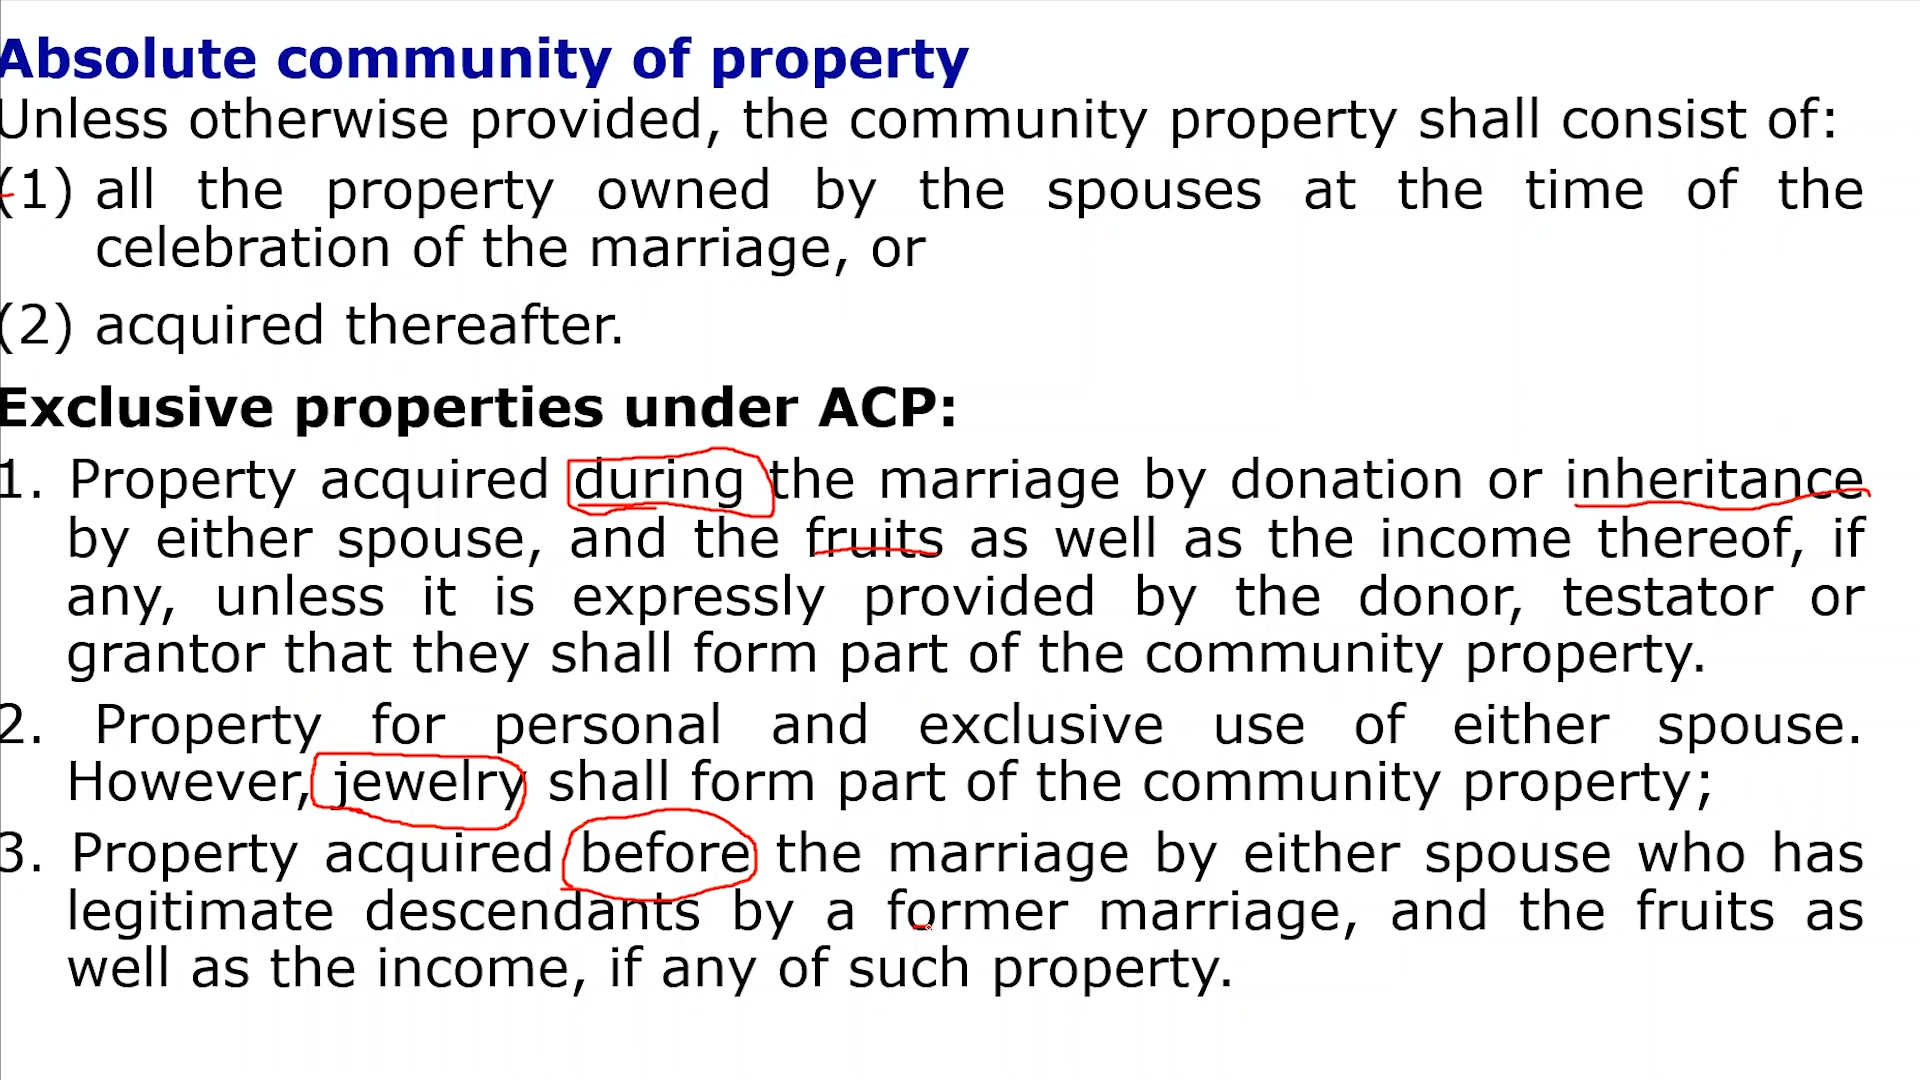 Absolute community of property
Unless otherwise provided, the community property shall consist of:
(1) all the property owned by the spouses at the time of the
celebration of the marriage, or
(2) acquired thereafter.
Exclusive properties under ACP:
1. Property acquired during the marriage by donation or inheritance
by either spouse, and the fruits as well as the income thereof, if
any, unless it is expressly provided by the donor, testator or
grantor that they shall form part of the community property.
2. Property for personal and exclusive use of either spouse.
However, jewelry shall form part of the community property;
3. Property acquired before the marriage by either spouse who has
legitimate descendants by a former marriage, and the fruits as
well as the income, if any of such property.